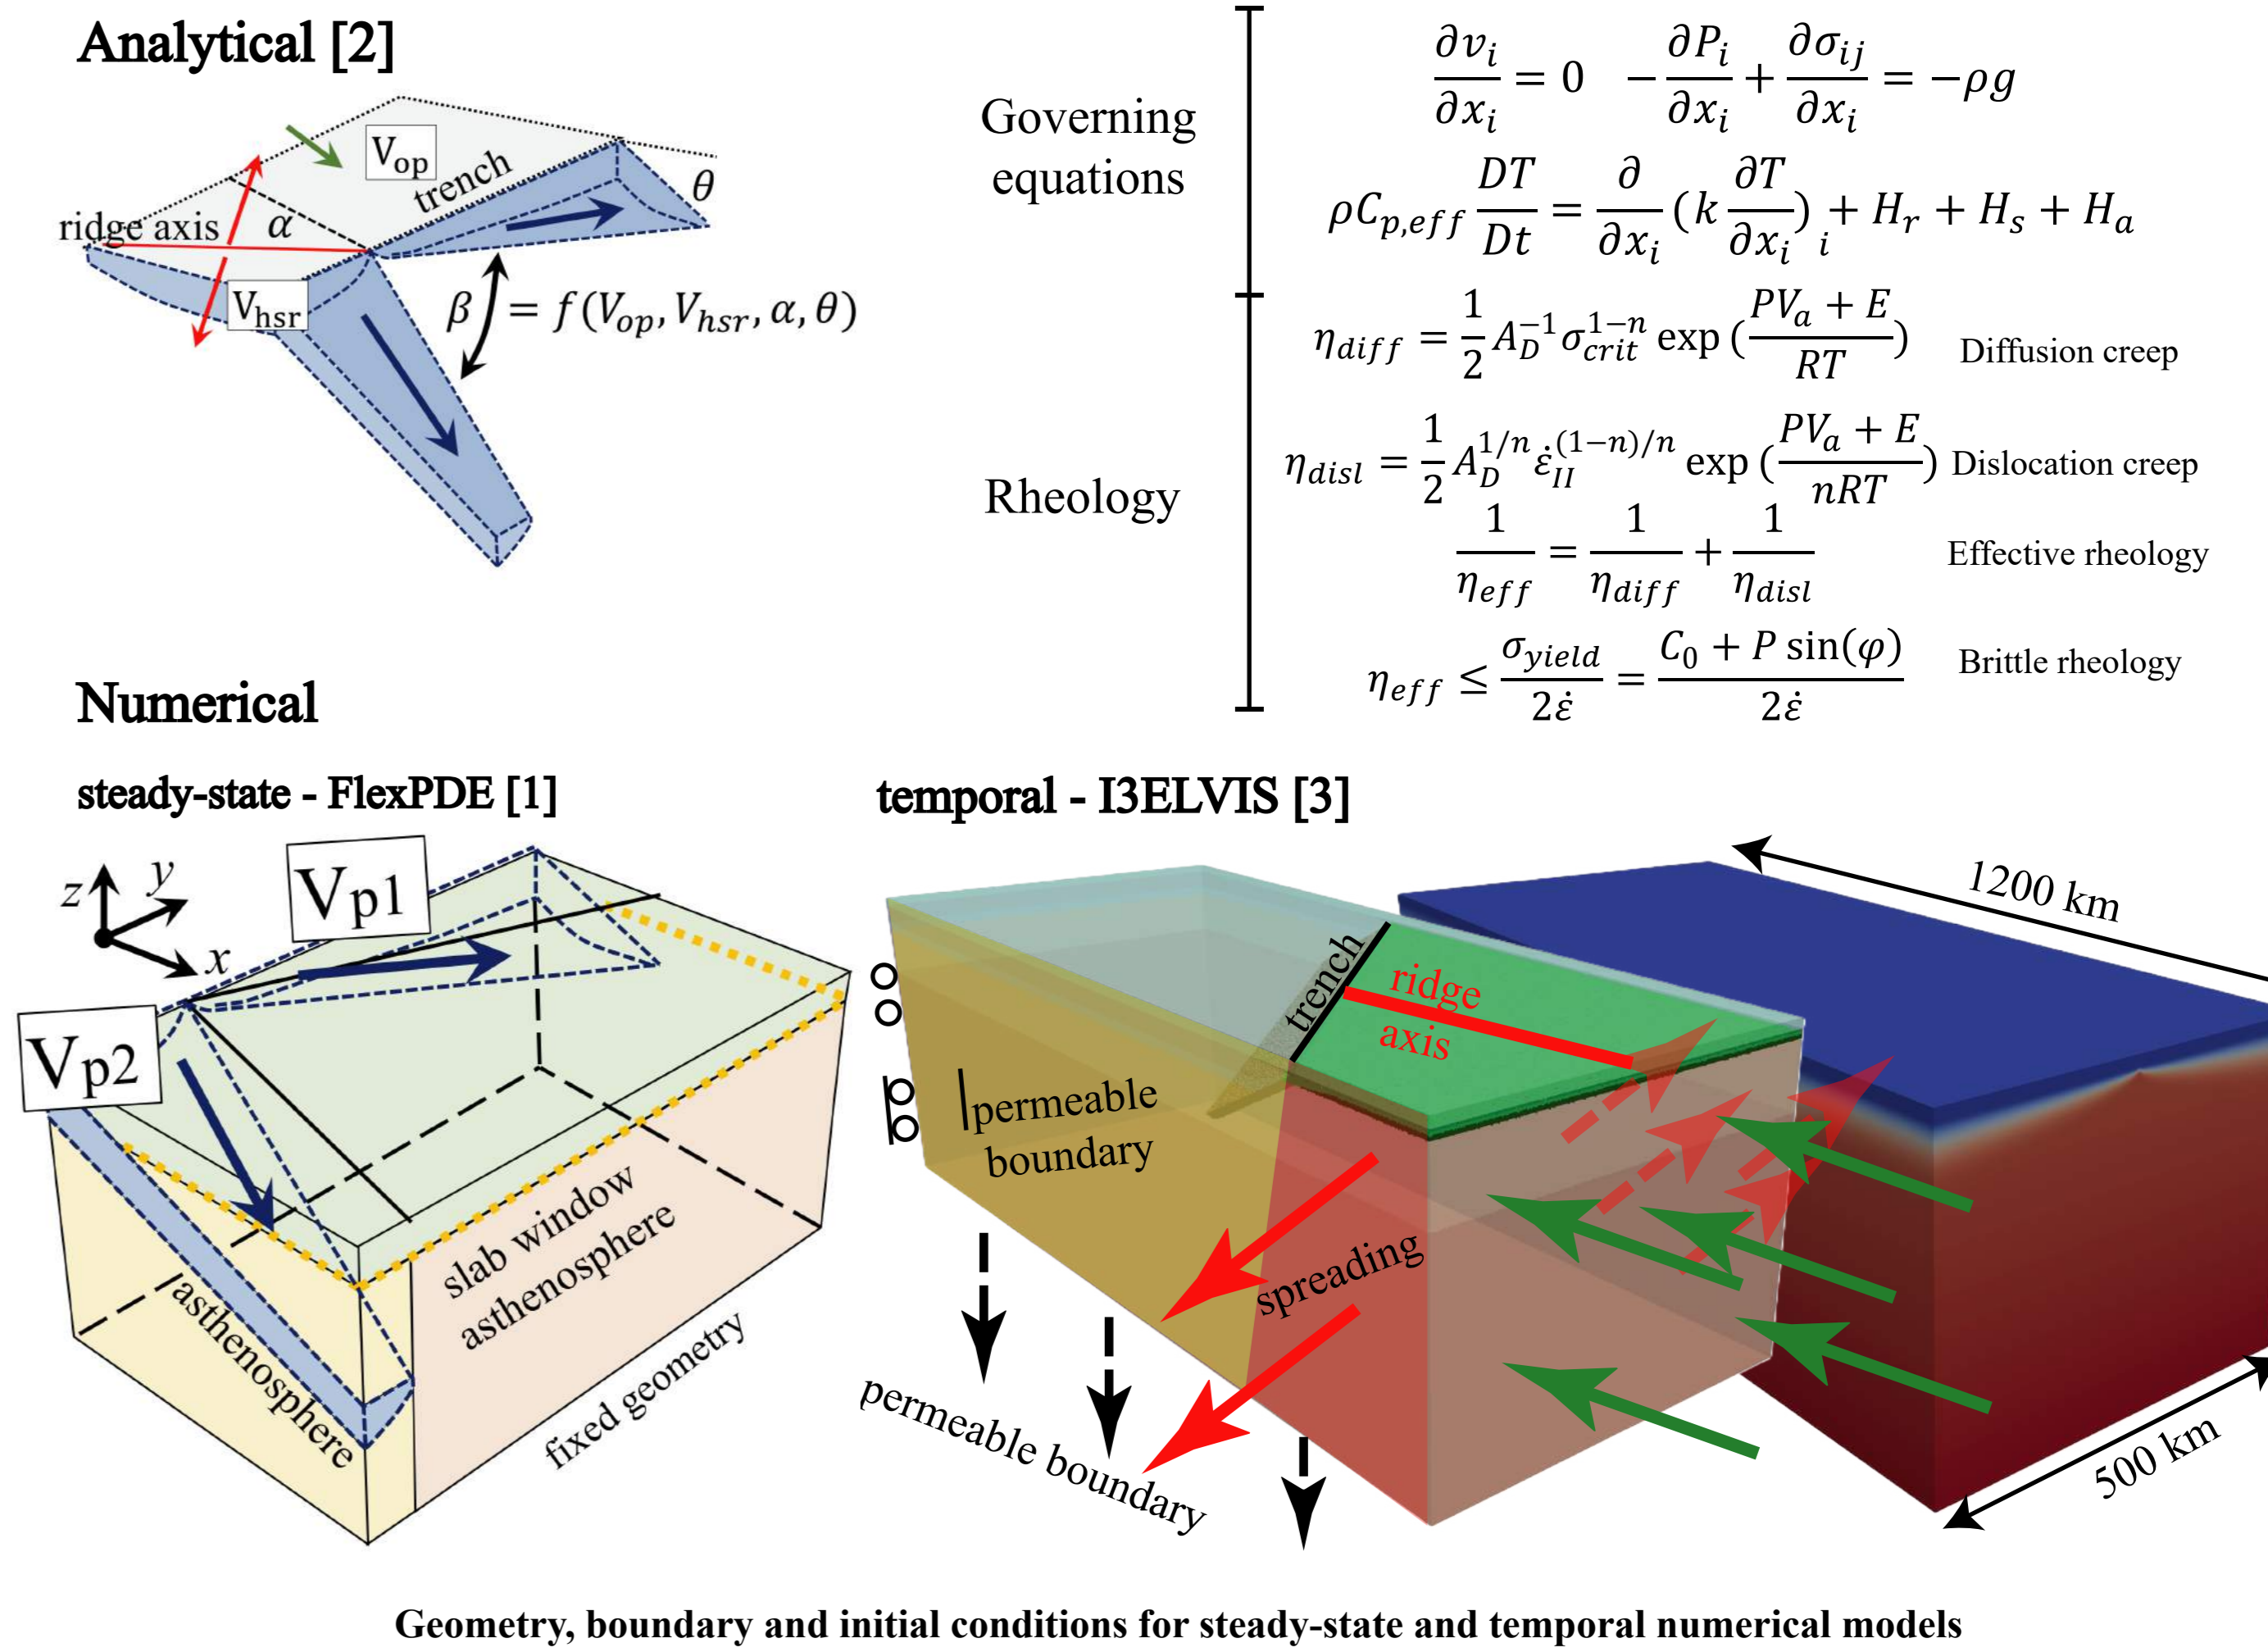 Analytical [2]
V_op
trench
θ
ridge axis
α
V_hsr
β = f(V_op, V_hsr, α, θ)
Governing
equations
∂v_i/∂x_i = 0   −∂P_i/∂x_i + ∂σ_ij/∂x_i = −ρg
ρC_p,eff DT/Dt = ∂/∂x_i (k ∂T/∂x_i)_i + H_r + H_s + H_a
Rheology
η_diff = 1/2 A_D^−1 σ_crit^1−n exp (PV_a + E/RT) Diffusion creep
η_disl = 1/2 A_D^1/n ε̇_II^(1−n)/n exp (PV_a + E/nRT) Dislocation creep
1/η_eff = 1/η_diff + 1/η_disl Effective rheology
η_eff ≤ σ_yield/2ε̇ = C_0 + P sin(φ)/2ε̇ Brittle rheology
Numerical
steady-state - FlexPDE [1]
z
y
x
Vp1
Vp2
asthenosphere
slab window
asthenosphere
fixed geometry
temporal - I3ELVIS [3]
1200 km
trench
ridge
axis
permeable
boundary
spreading
permeable boundary
500 km
Geometry, boundary and initial conditions for steady-state and temporal numerical models